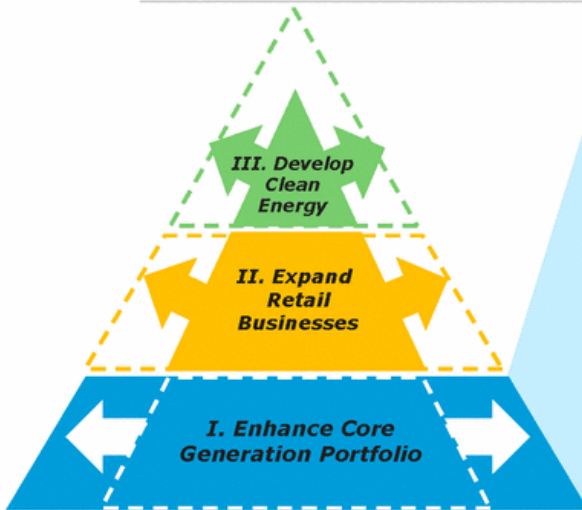 III. Develop
Clean
Energy
II. Expand
Retail
Businesses
I. Enhance Core
Generation Portfolio